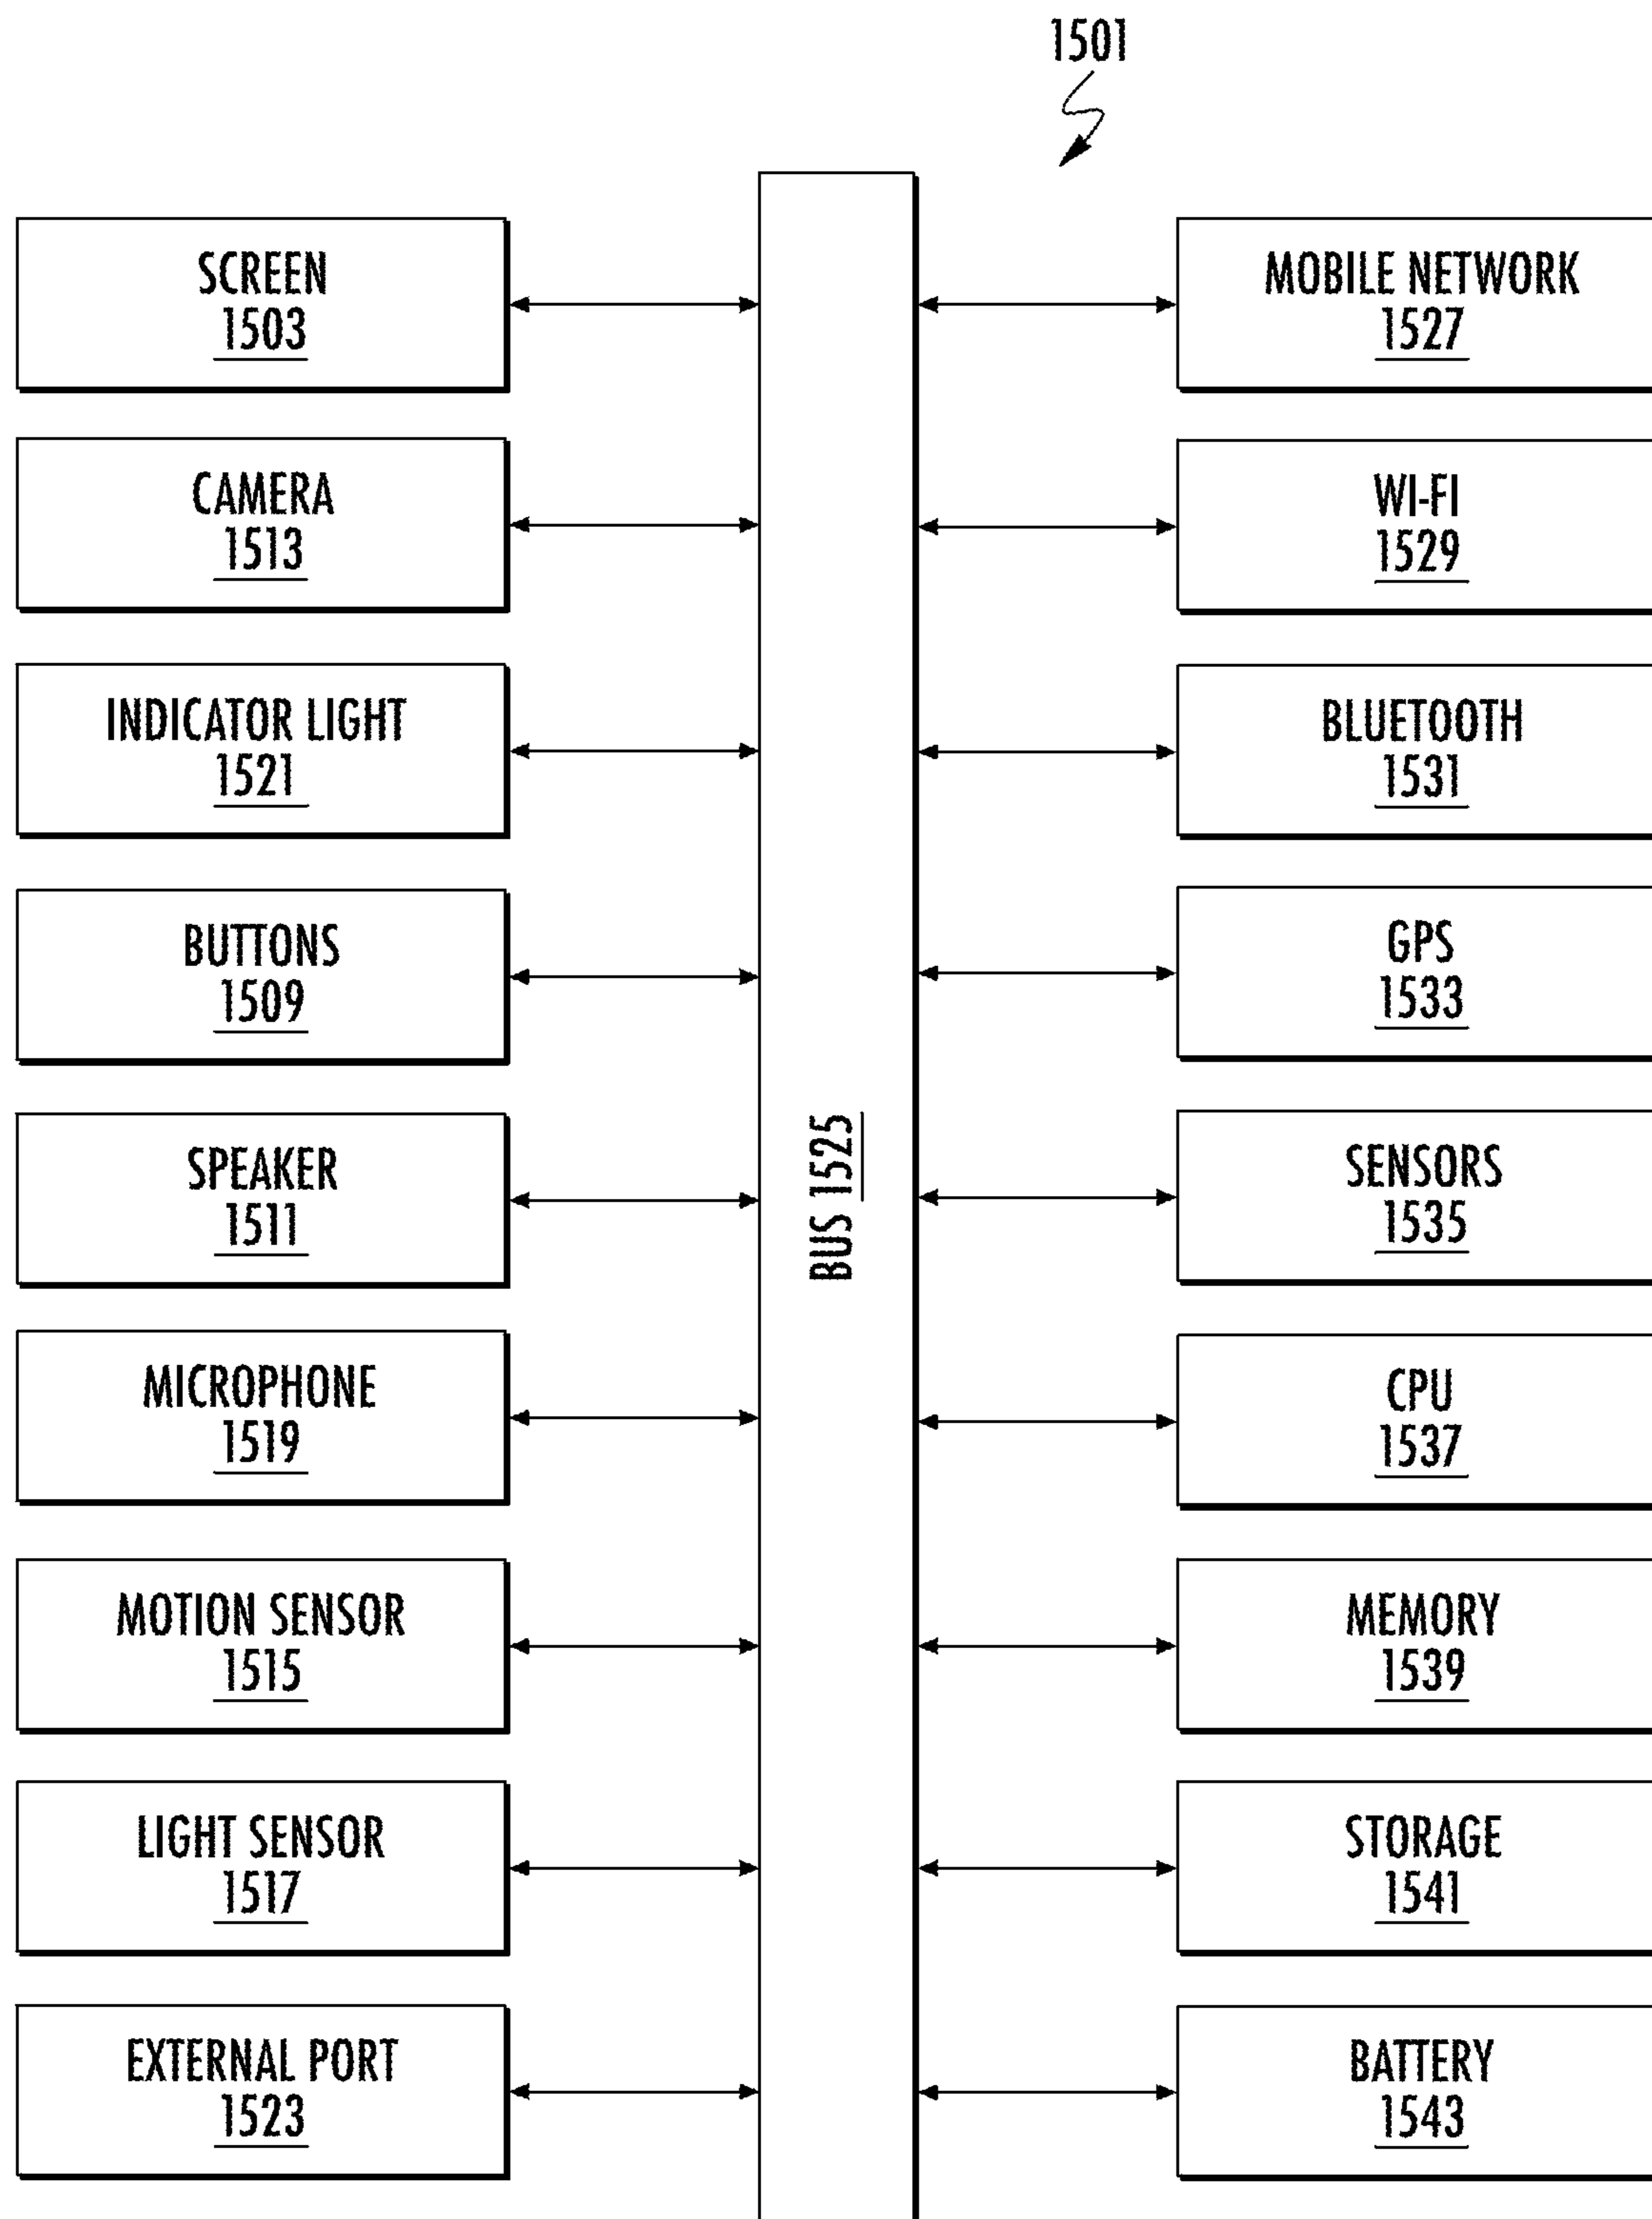 1501
SCREEN
1503
CAMERA
1513
INDICATOR LIGHT
1521
BUTTONS
1509
SPEAKER
1511
MICROPHONE
1519
MOTION SENSOR
1515
LIGHT SENSOR
1517
EXTERNAL PORT
1523
BUS 1525
MOBILE NETWORK
1527
WI-FI
1529
BLUETOOTH
1531
GPS
1533
SENSORS
1535
CPU
1537
MEMORY
1539
STORAGE
1541
BATTERY
1543